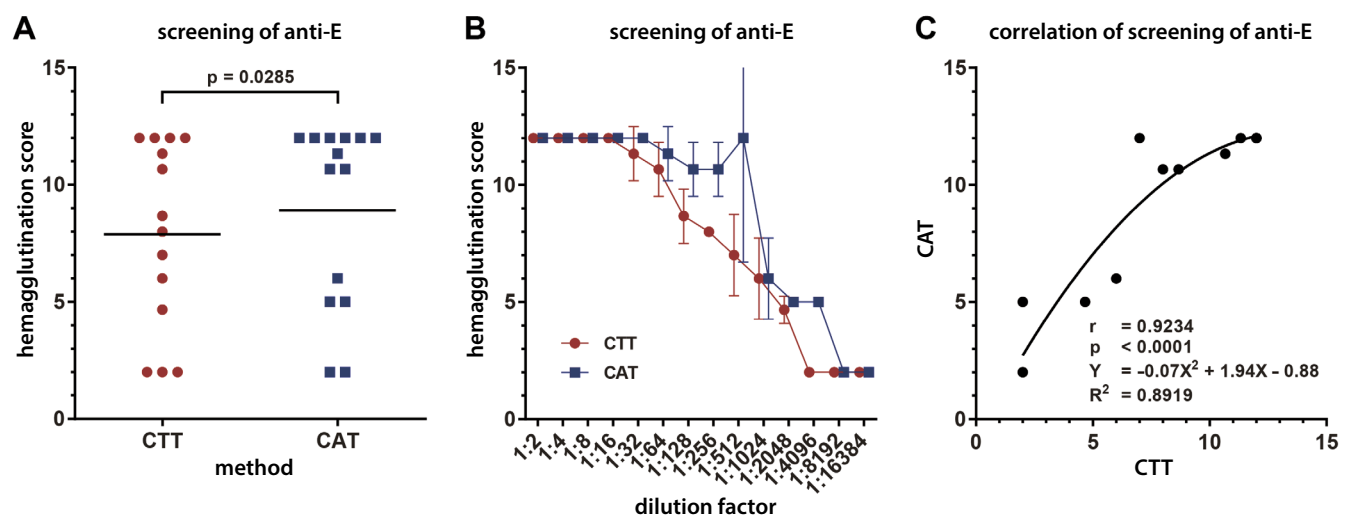 A
screening of anti-E
15
10
5
0
hemagglutination score
p = 0.0285
CTT
CAT
method
B
screening of anti-E
15
10
5
0
hemagglutination score
CTT
CAT
1:2
1:4
1:8
1:16
1:32
1:64
1:128
1:256
1:512
1:1024
1:2048
1:4096
1:8192
1:16384
dilution factor
C
correlation of screening of anti-E
15
10
5
0
CAT
r = 0.9234
p < 0.0001
Y = –0.07X² + 1.94X – 0.88
R² = 0.8919
0
5
10
15
CTT